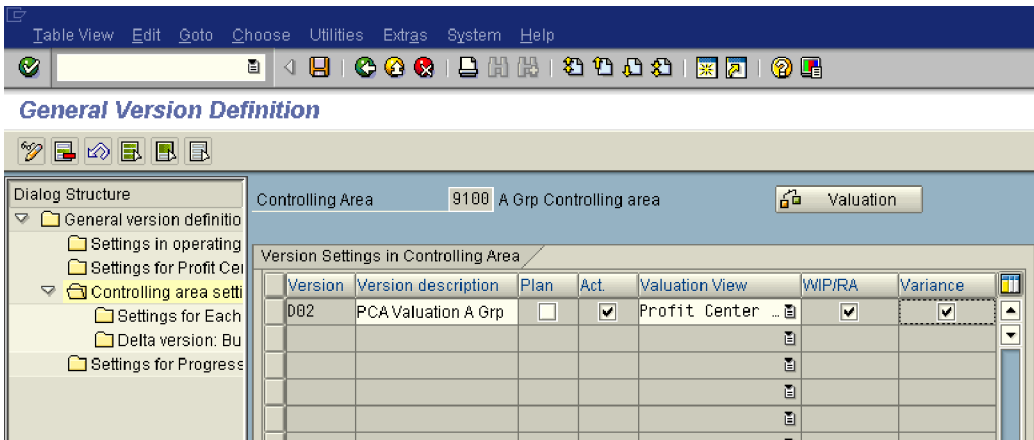 Table View Edit Goto Choose Utilities Extras System Help
General Version Definition
Dialog Structure
General version definitio
Settings in operating
Settings for Profit Cer
Controlling area setti
Settings for Each
Delta version: Bu
Settings for Progress
Controlling Area 9100 A Grp Controlling area Valuation
Version Settings in Controlling Area
Version Version description Plan Act. Valuation View WIP/RA Variance
D02 PCA Valuation A Grp Profit Center ...